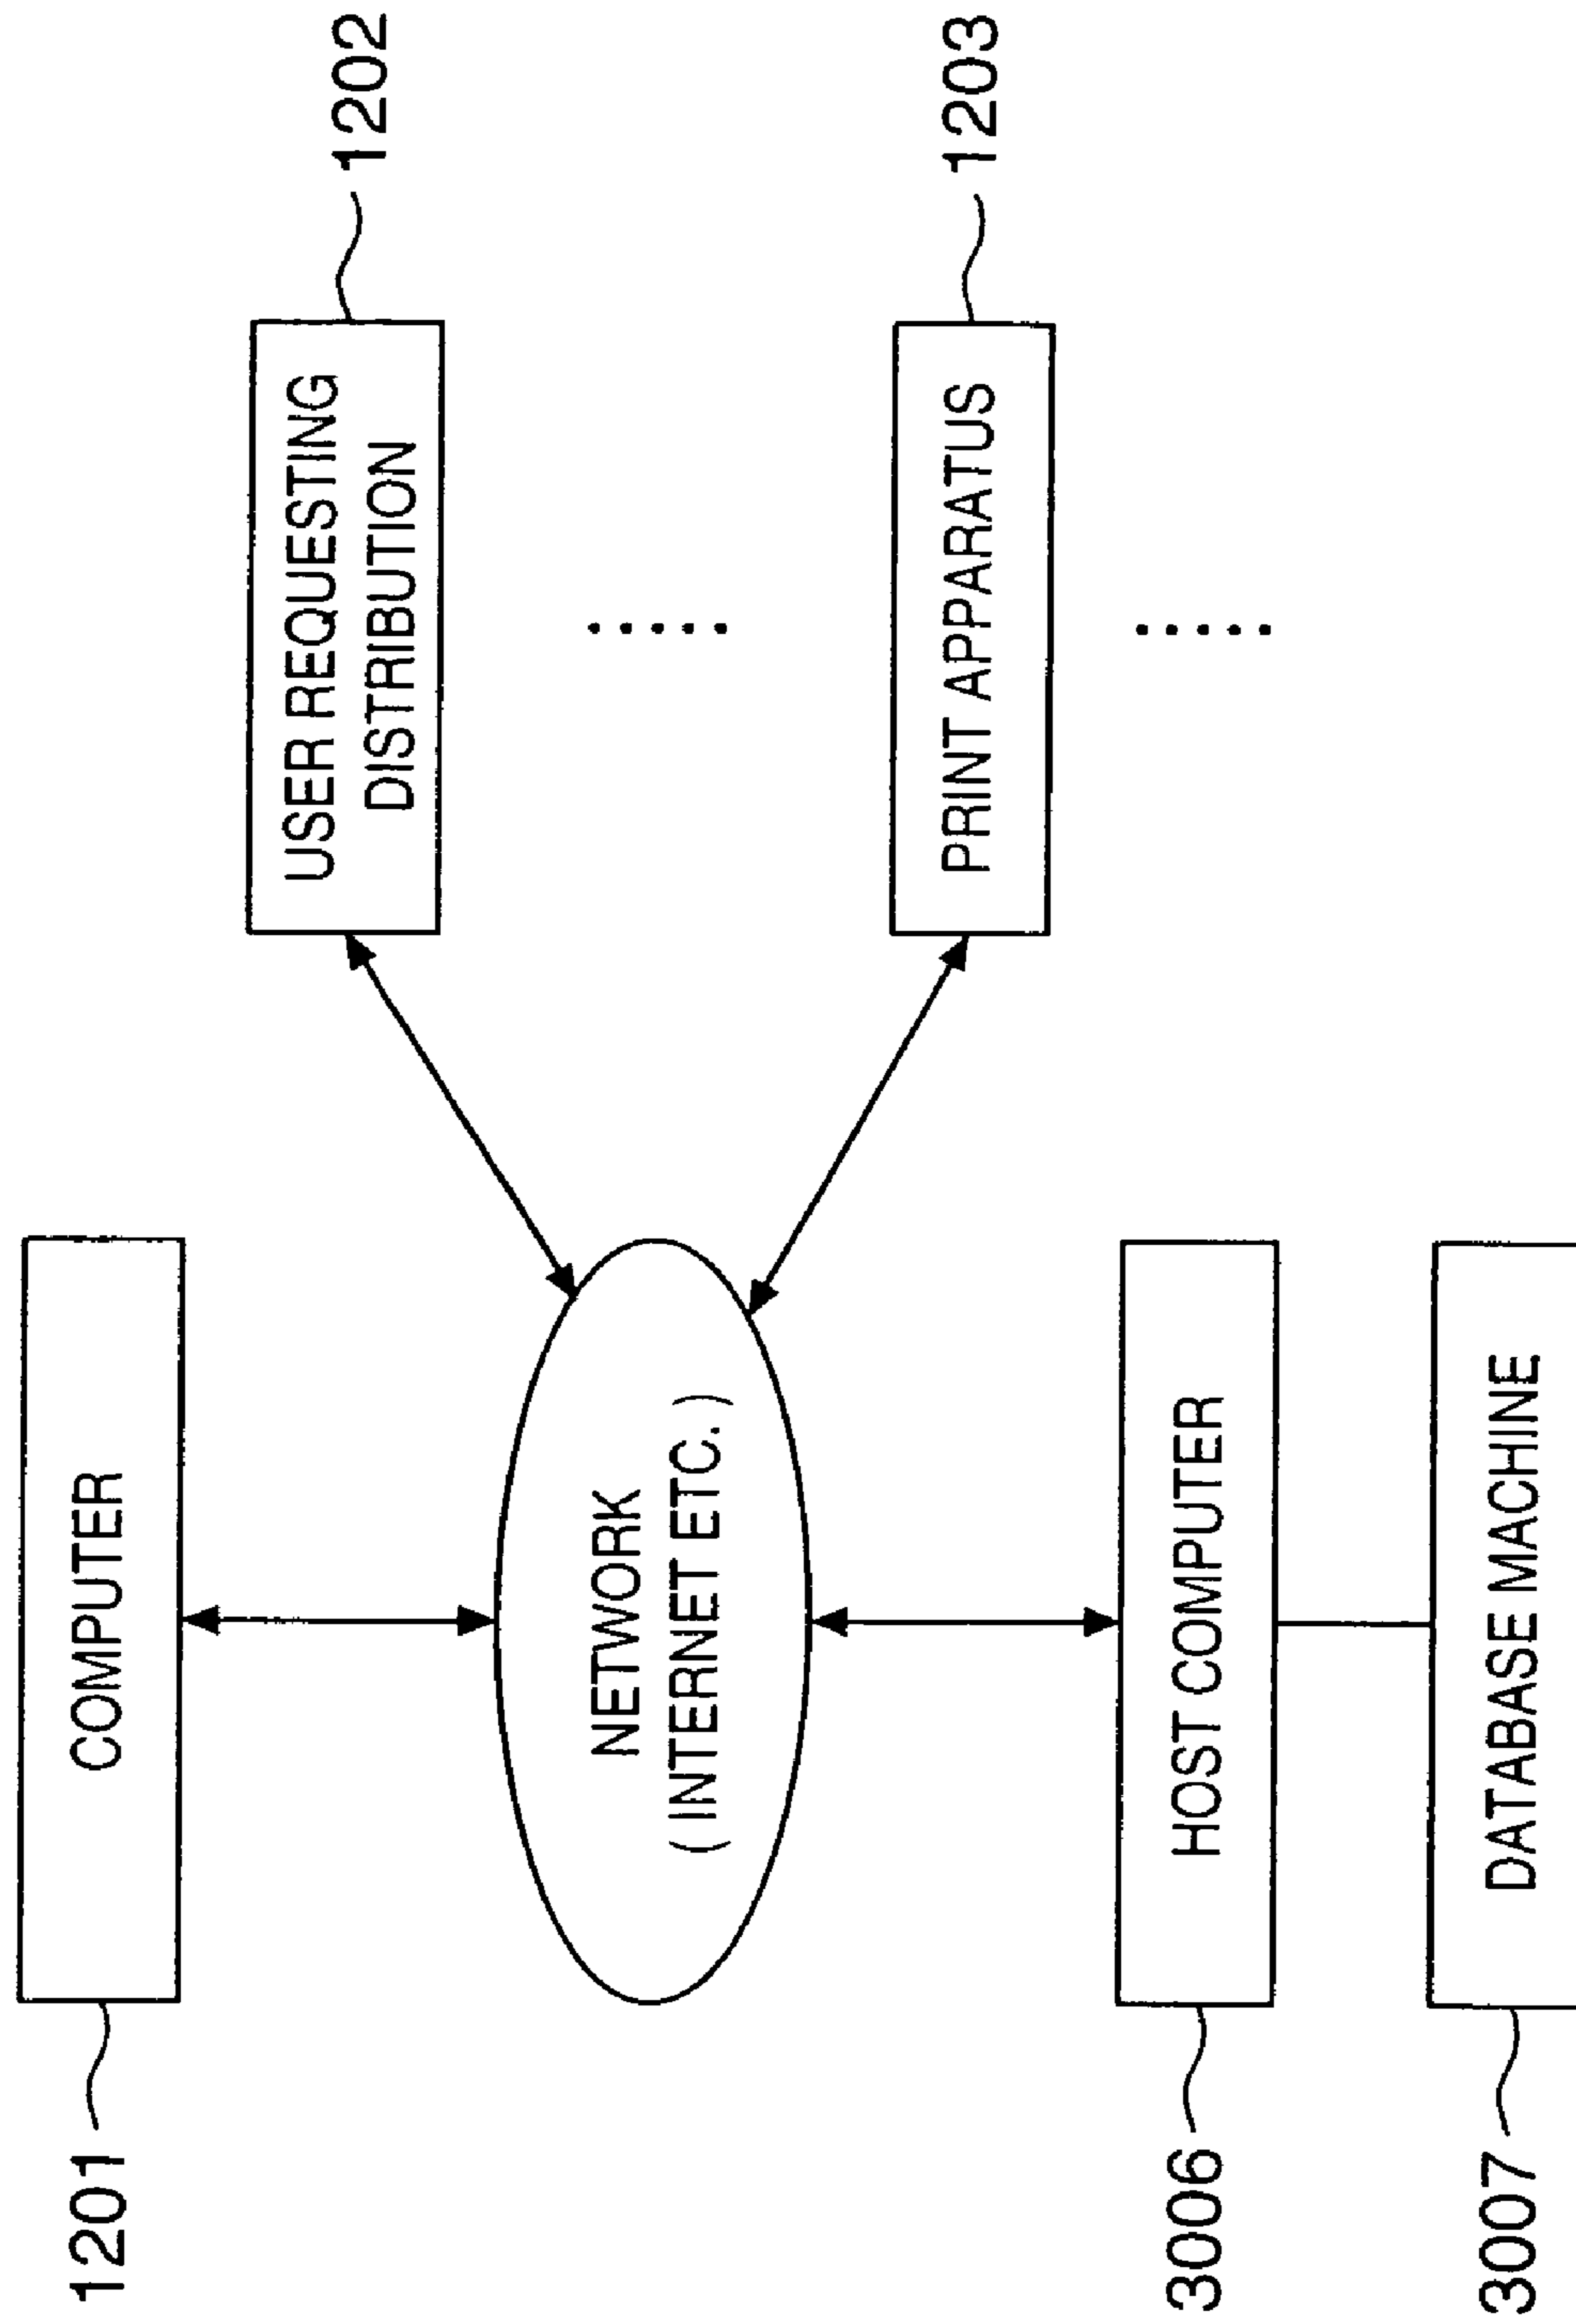 1201
COMPUTER
USER REQUESTING
DISTRIBUTION
1202
.....
NETWORK
( INTERNET ETC. )
PRINT APPARATUS
1203
.....
3006
HOST COMPUTER
3007
DATABASE MACHINE